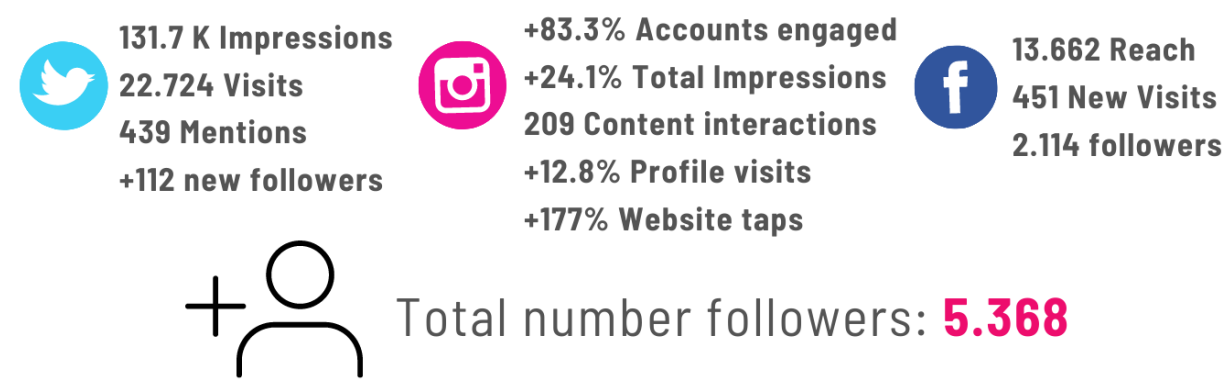 131.7 K Impressions
22.724 Visits
439 Mentions
+112 new followers
+83.3% Accounts engaged
+24.1% Total Impressions
209 Content interactions
+12.8% Profile visits
+177% Website taps
13.662 Reach
451 New Visits
2.114 followers
Total number followers: 5.368